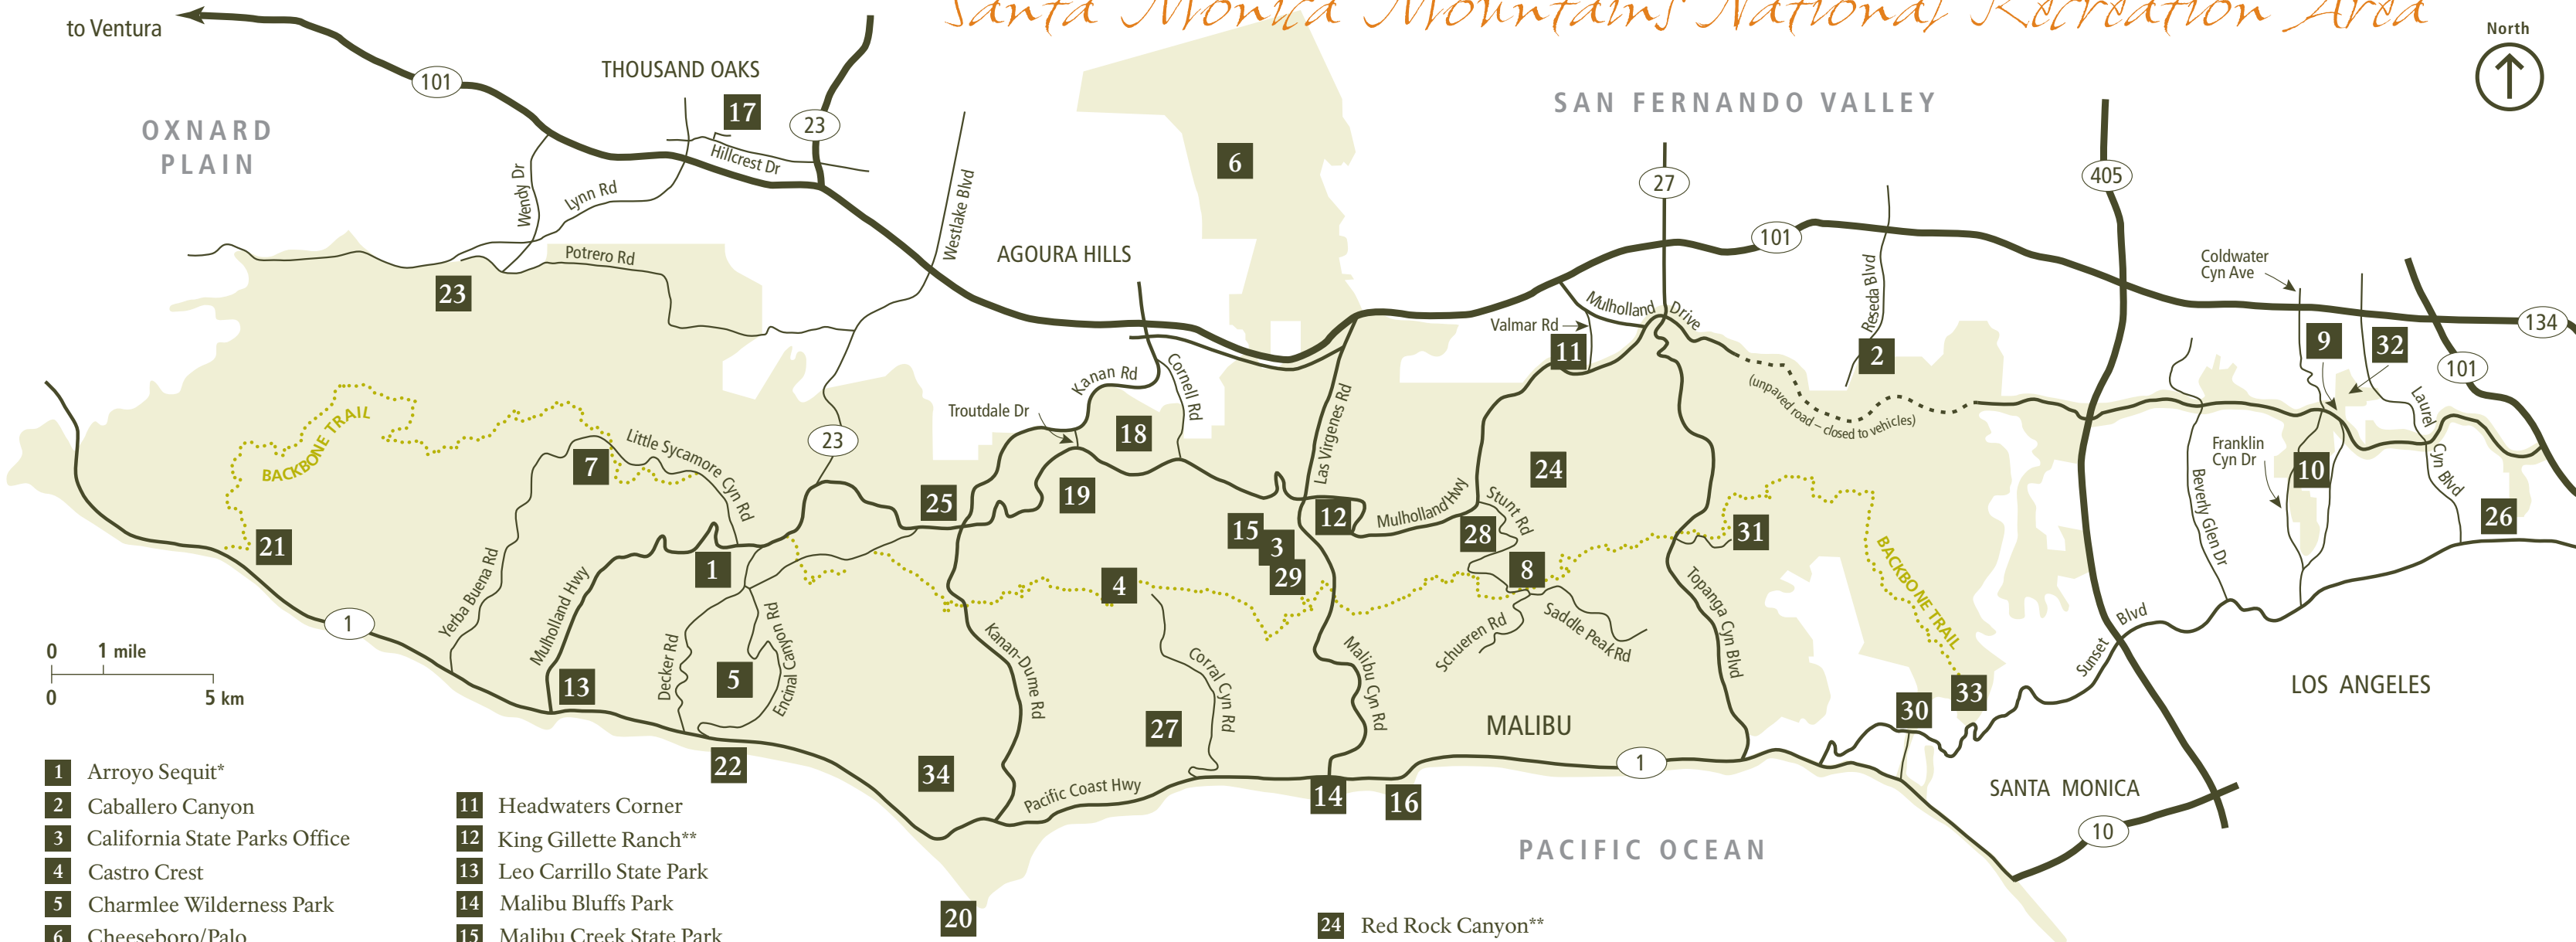 Santa Monica Mountains National Recreation Area
to Ventura
North
101
THOUSAND OAKS
17
23
SAN FERNANDO VALLEY
OXNARD
PLAIN
Hillcrest Dr
6
27
405
Wendy Dr
Lynn Rd
Westlake Blvd
101
Potrero Rd
AGOURA HILLS
Coldwater
Cyn Ave
23
Reseda Blvd
Mulholland Drive
Valmar Rd
11
2
9
32
134
101
Kanan Rd
Cornell Rd
Troutdale Dr
(unpaved road – closed to vehicles)
Las Virgenes Rd
BACKBONE TRAIL
Little Sycamore Cyn Rd
23
18
Laurel
Cyn Blvd
Franklin
Cyn Dr
7
24
10
Beverly Glen Dr
25
19
12
Mulholland Hwy
Stunt Rd
26
21
15
3
28
31
BACKBONE TRAIL
1
29
8
4
Yerba Buena Rd
Mulholland Hwy
Encinal Canyon Rd
Topanga Cyn Blvd
1
Kanan-Dume Rd
Schueren Rd
Saddle Peak Rd
Sunset
Blvd
0 1 mile
0 5 km
Decker Rd
Malibu Cyn Rd
Corral Cyn Rd
13
5
33
LOS ANGELES
30
27
MALIBU
22
34
1
Pacific Coast Hwy
14
16
SANTA MONICA
10
PACIFIC OCEAN
20
1 Arroyo Sequit*
2 Caballero Canyon
3 California State Parks Office
4 Castro Crest
5 Charmlee Wilderness Park
6 Cheeseboro/Palo
11 Headwaters Corner
12 King Gillette Ranch**
13 Leo Carrillo State Park
14 Malibu Bluffs Park
15 Malibu Creek State Park
24 Red Rock Canyon**